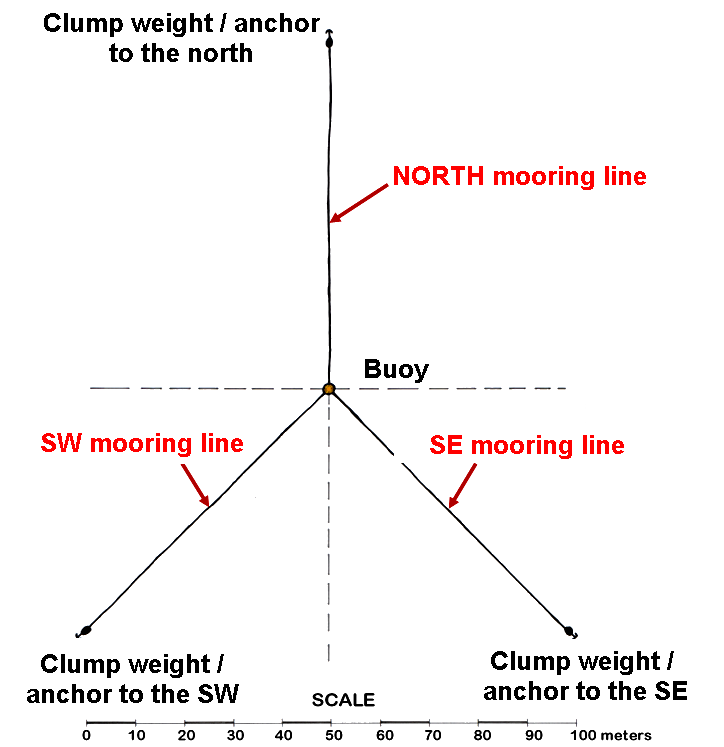 Clump weight / anchor
to the north
NORTH mooring line
Buoy
SW mooring line
SE mooring line
Clump weight /
anchor to the SW
Clump weight /
anchor to the SE
SCALE
0 10 20 30 40 50 60 70 80 90 100 meters